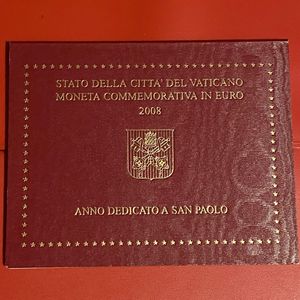 STATO DELLA CITTA' DEL VATICANO
MONETA COMMEMORATIVA IN EURO
2008
ANNO DEDICATO A SAN PAOLO